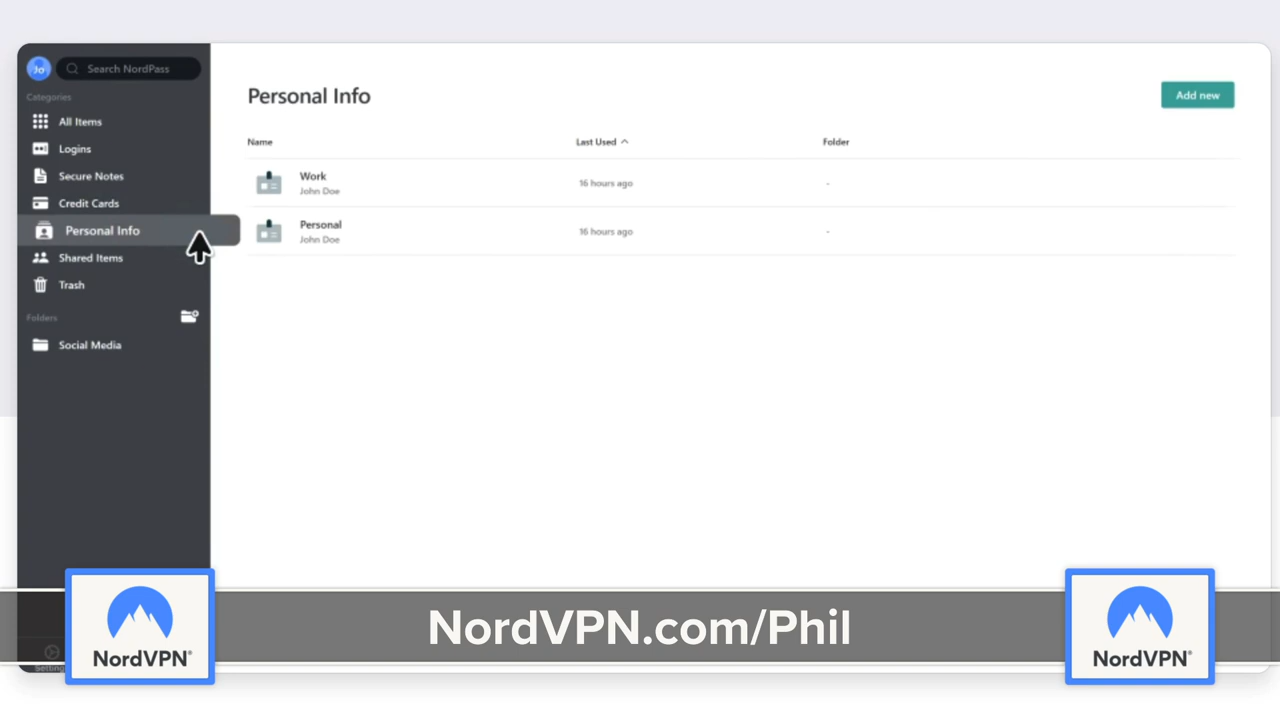 Jo
Search NordPass
Categories
All Items
Logins
Secure Notes
Credit Cards
Personal Info
Shared Items
Trash
Folders
Social Media
Personal Info
Add new
Name
Last Used
Folder
Work
John Doe
16 hours ago
-
Personal
John Doe
16 hours ago
-
NordVPN®
NordVPN.com/Phil
NordVPN®